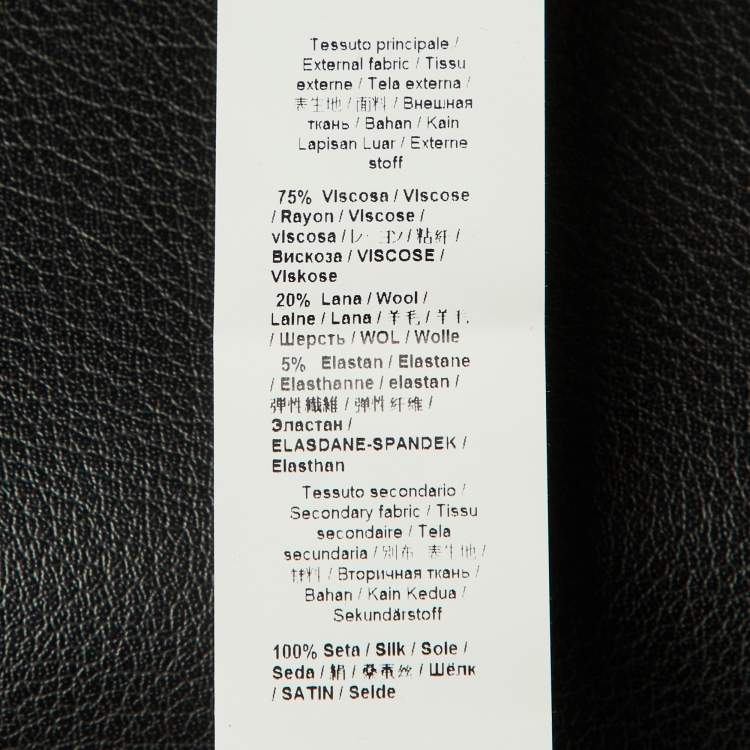 Tessuto principale /
External fabric / Tissu
externe / Tela externa /
表生地 / 面料 / Внешная
ткань / Bahan / Kain
Lapisan Luar / Externe
stoff
75% Viscosa / Viscose
/ Rayon / Viscose /
viscosa / レーヨン / 粘纤 /
Вискоза / VISCOSE /
Viskose
20% Lana / Wool /
Laine / Lana / 羊毛 / 羊毛
/ Шерсть / WOL / Wolle
5% Elastan / Elastane
/ Elasthanne / elastan /
弾性繊維 / 弹性纤维 /
Эластан /
ELASDANE-SPANDEK /
Elasthan
Tessuto secondario /
Secondary fabric / Tissu
secondaire / Tela
secundaria / 別布 表生地 /
材料 / Вторичная ткань /
Bahan / Kain Kedua /
Sekundärstoff
100% Seta / Silk / Soie /
Seda / 絹 / 桑蚕丝 / Шёлк
/ SATIN / Seide